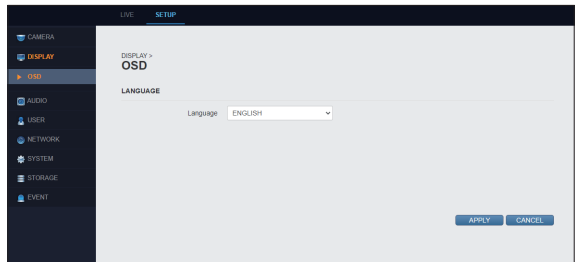 LIVE SETUP
CAMERA
DISPLAY
OSD
AUDIO
USER
NETWORK
SYSTEM
STORAGE
EVENT
DISPLAY >
OSD
LANGUAGE
Language ENGLISH
APPLY CANCEL